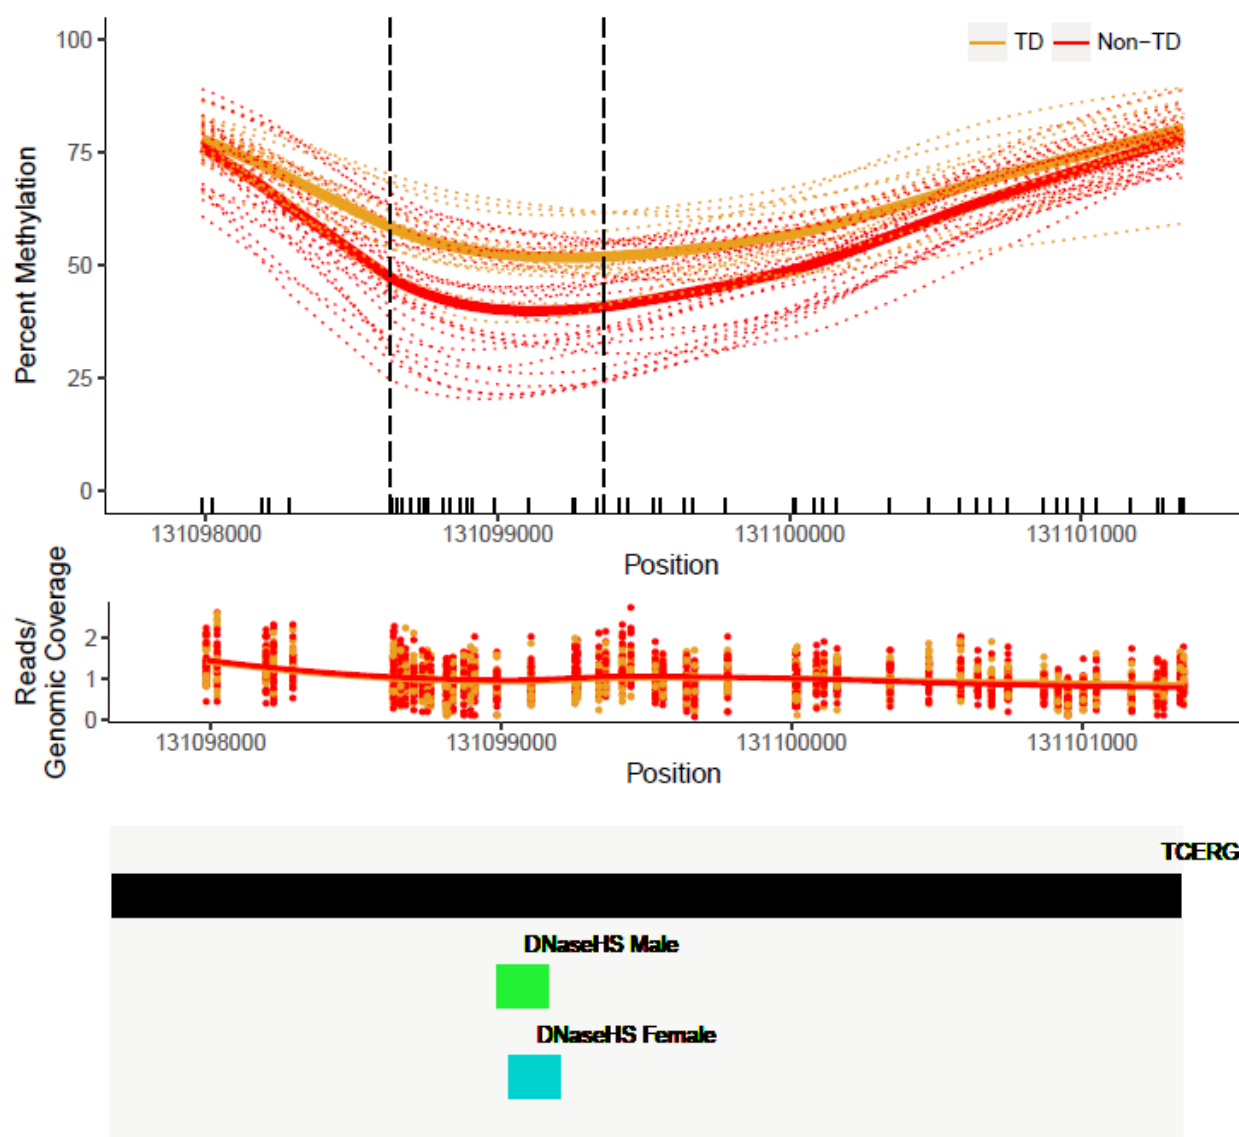 TD Non-TD
100
75
50
25
0
Percent Methylation
131098000 131099000 131100000 131101000
Position
2
1
0
Reads/
Genomic Coverage
131098000 131099000 131100000 131101000
Position
TCERG
DNaseHS Male
DNaseHS Female